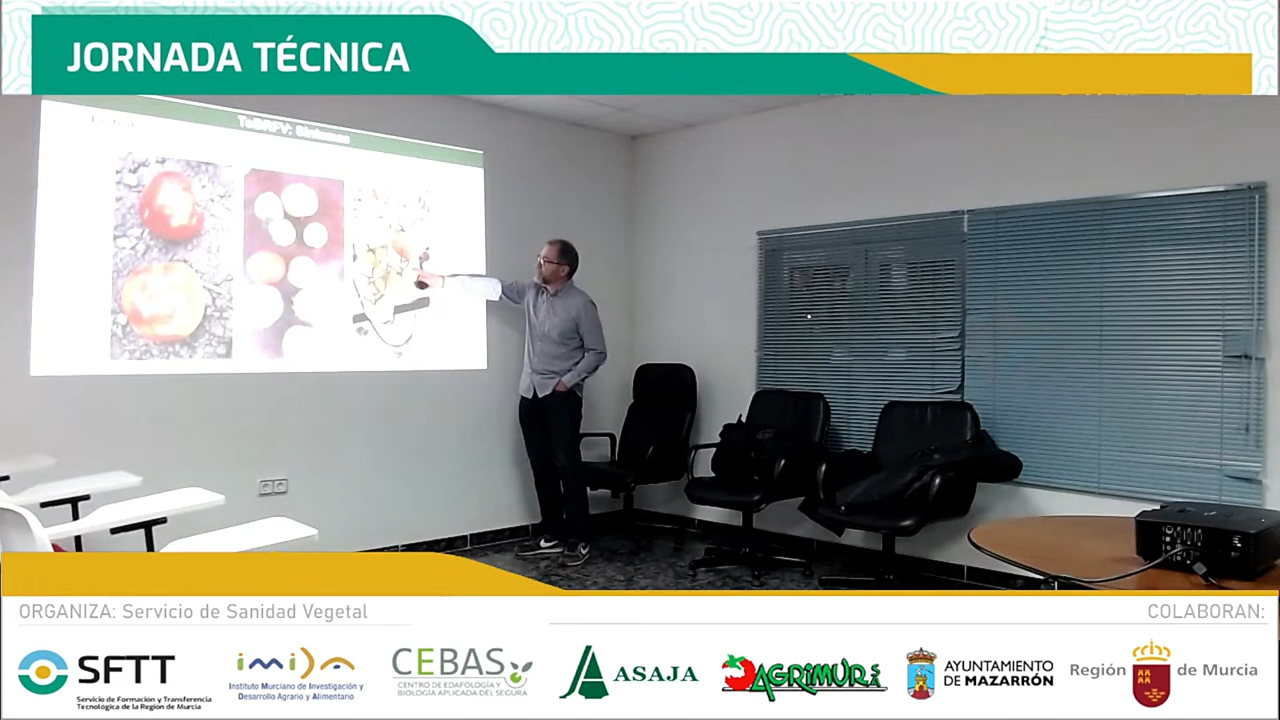 JORNADA TÉCNICA
ToBRFV: Síntomas
ORGANIZA: Servicio de Sanidad Vegetal
COLABORAN:
SFTT
Servicio de Formación y Transferencia
Tecnológica de la Región de Murcia
imida
Instituto Murciano de Investigación y
Desarrollo Agrario y Alimentario
CEBAS
CENTRO DE EDAFOLOGÍA Y
BIOLOGÍA APLICADA DEL SEGURA
ASAJA
AGRIMUR S.L.
AYUNTAMIENTO
DE MAZARRÓN
Región de Murcia